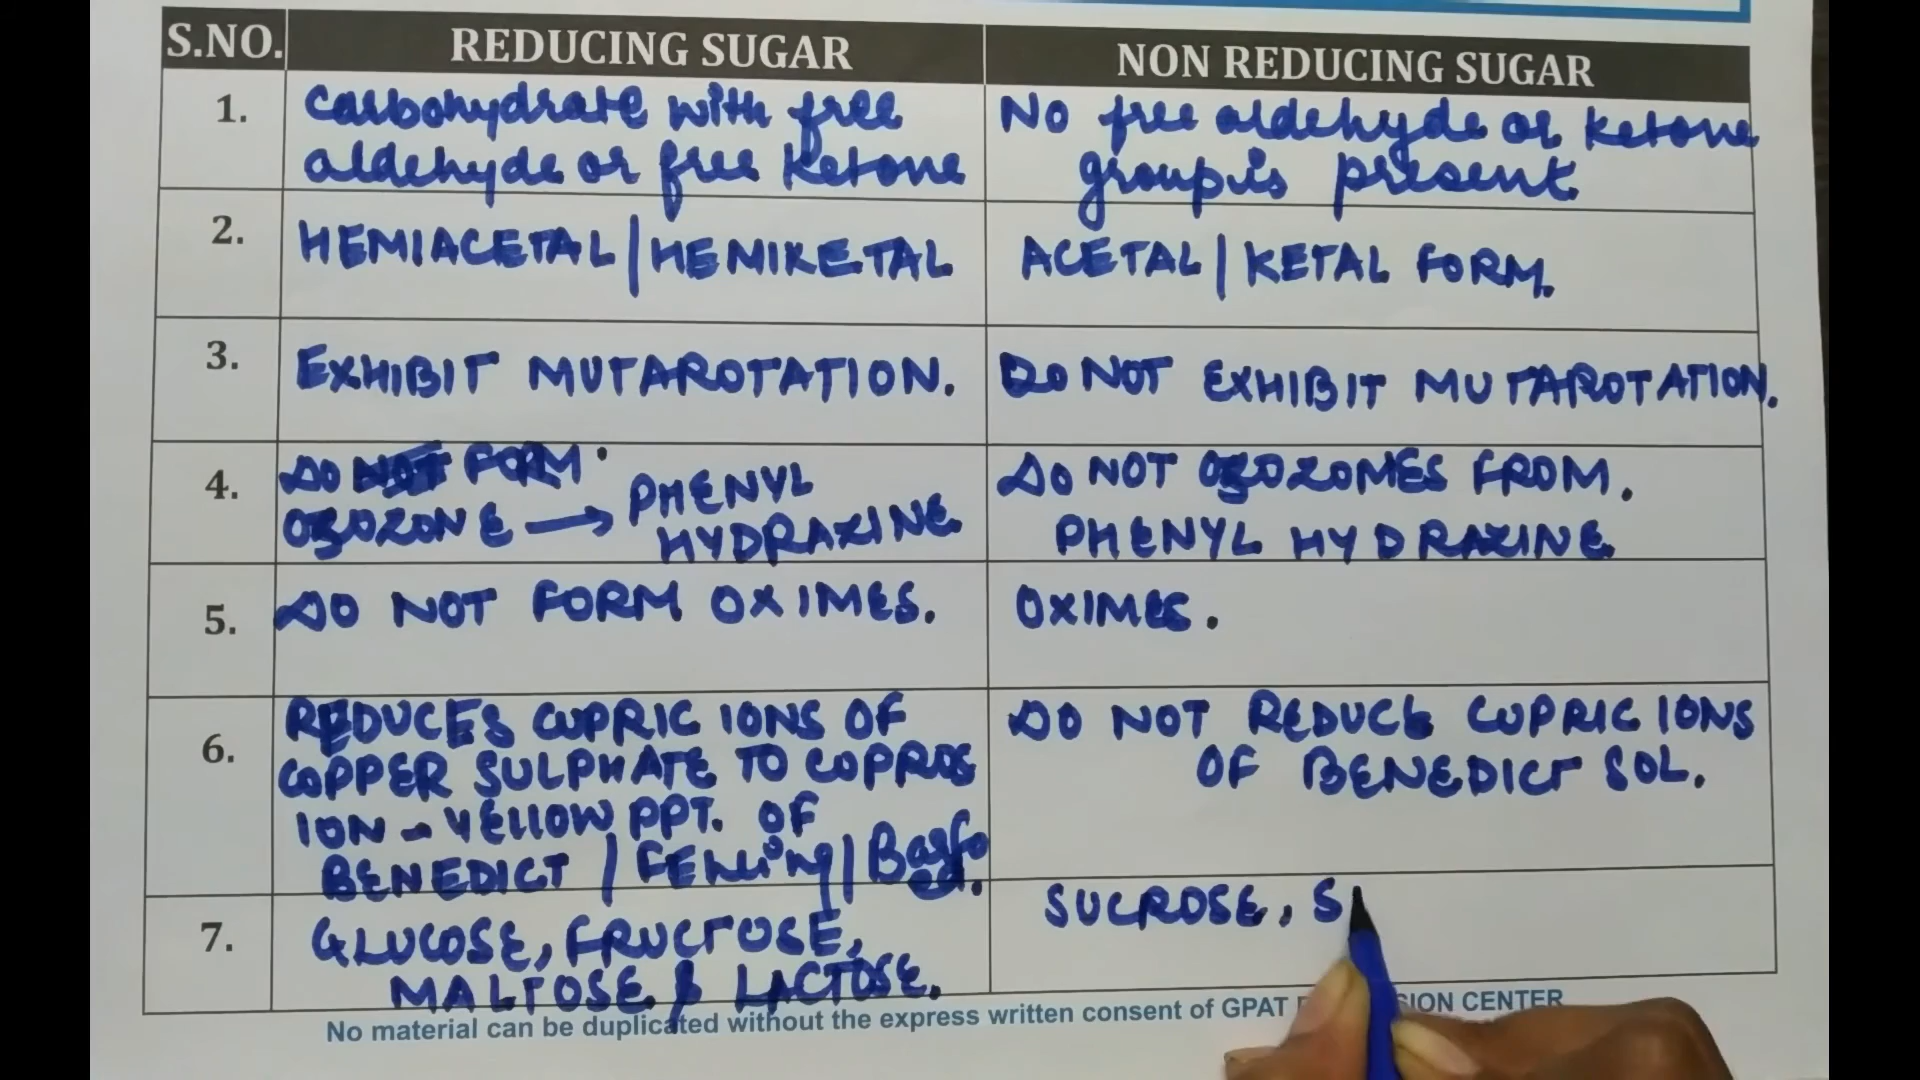 S.NO. REDUCING SUGAR NON REDUCING SUGAR
1. Carbohydrate with free
aldehyde or free Ketone
No free aldehyde or Ketone
group is present
2. HEMIACETAL | HEMIKETAL
ACETAL | KETAL FORM.
3. EXHIBIT MUTAROTATION.
DO NOT EXHIBIT MUTAROTATION.
4. DO NOT FORM.
OSOZONE → PHENYL
HYDRAZINE
DO NOT OSOZOMES FROM.
PHENYL HYDRAZINE
5. DO NOT FORM OXIMES.
OXIMES.
6. REDUCES CUPRIC IONS OF
COPPER SULPHATE TO COPROS
ION - YELLOW PPT. OF
BENEDICT / FEHLING /
DO NOT REDUCE CUPRIC IONS
OF BENEDICT SOL.
7. GLUCOSE, FRUCTOSE,
MALTOSE & LACTOSE.
SUCROSE, S
No material can be duplicated without the express written consent of GPAT CENTER